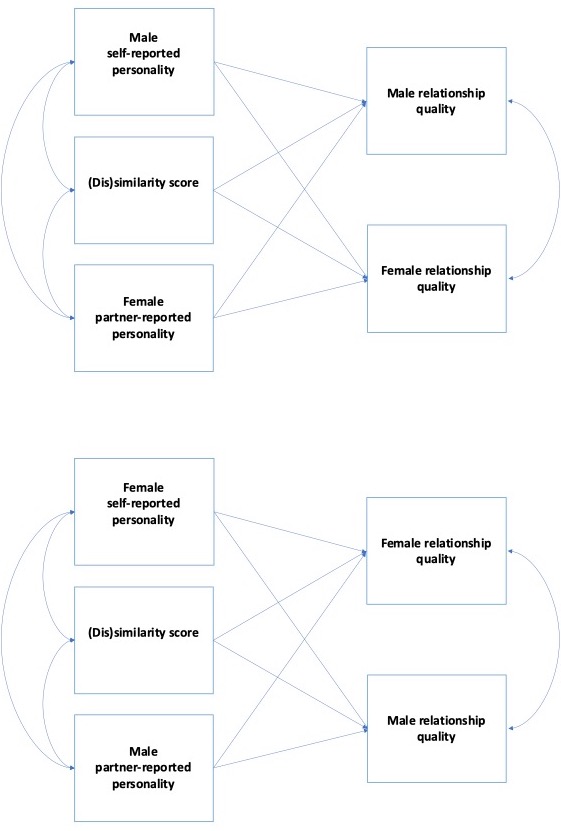 Male
self-reported
personality
Male relationship
quality
(Dis)similarity score
Female relationship
quality
Female
partner-reported
personality
Female
self-reported
personality
Female relationship
quality
(Dis)similarity score
Male relationship
quality
Male
partner-reported
personality